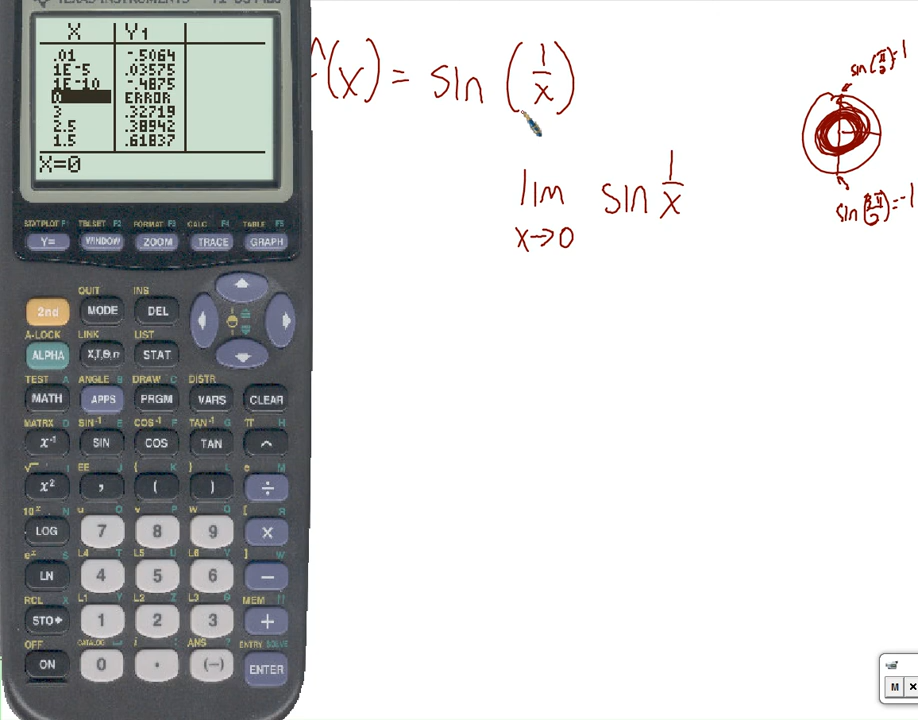 X Y1
.01 -.5064
1E-5 .03575
1E-10 -.4875
0 ERROR
3 .32719
2.5 .38942
1.5 .61837
X=0
STATPLOT F1 TBLSET F2 FORMAT F3 CALC F4 TABLE F5
Y= WINDOW ZOOM TRACE GRAPH
QUIT INS
2nd MODE DEL
A-LOCK LINK LIST
ALPHA X,T,θ,n STAT
TEST A ANGLE B DRAW C DISTR
MATH APPS PRGM VARS CLEAR
MATRX D SIN⁻¹ E COS⁻¹ F TAN⁻¹ G π H
x⁻¹ SIN COS TAN ^
√ I EE J { K } L e M
x² , ( ) ÷
10ˣ N u O v P w Q [ R
LOG 7 8 9 ×
eˣ S L4 T L5 U L6 V ] W
LN 4 5 6 −
RCL X L1 Y L2 Z L3 θ MEM "
STO➧ 1 2 3 +
OFF CATALOG i : ANS ? ENTRY SOLVE
ON 0 . (−) ENTER
(x) = sin (1/x)
lim sin 1/x
x→0
sin(π/2)=1
=-1
M X